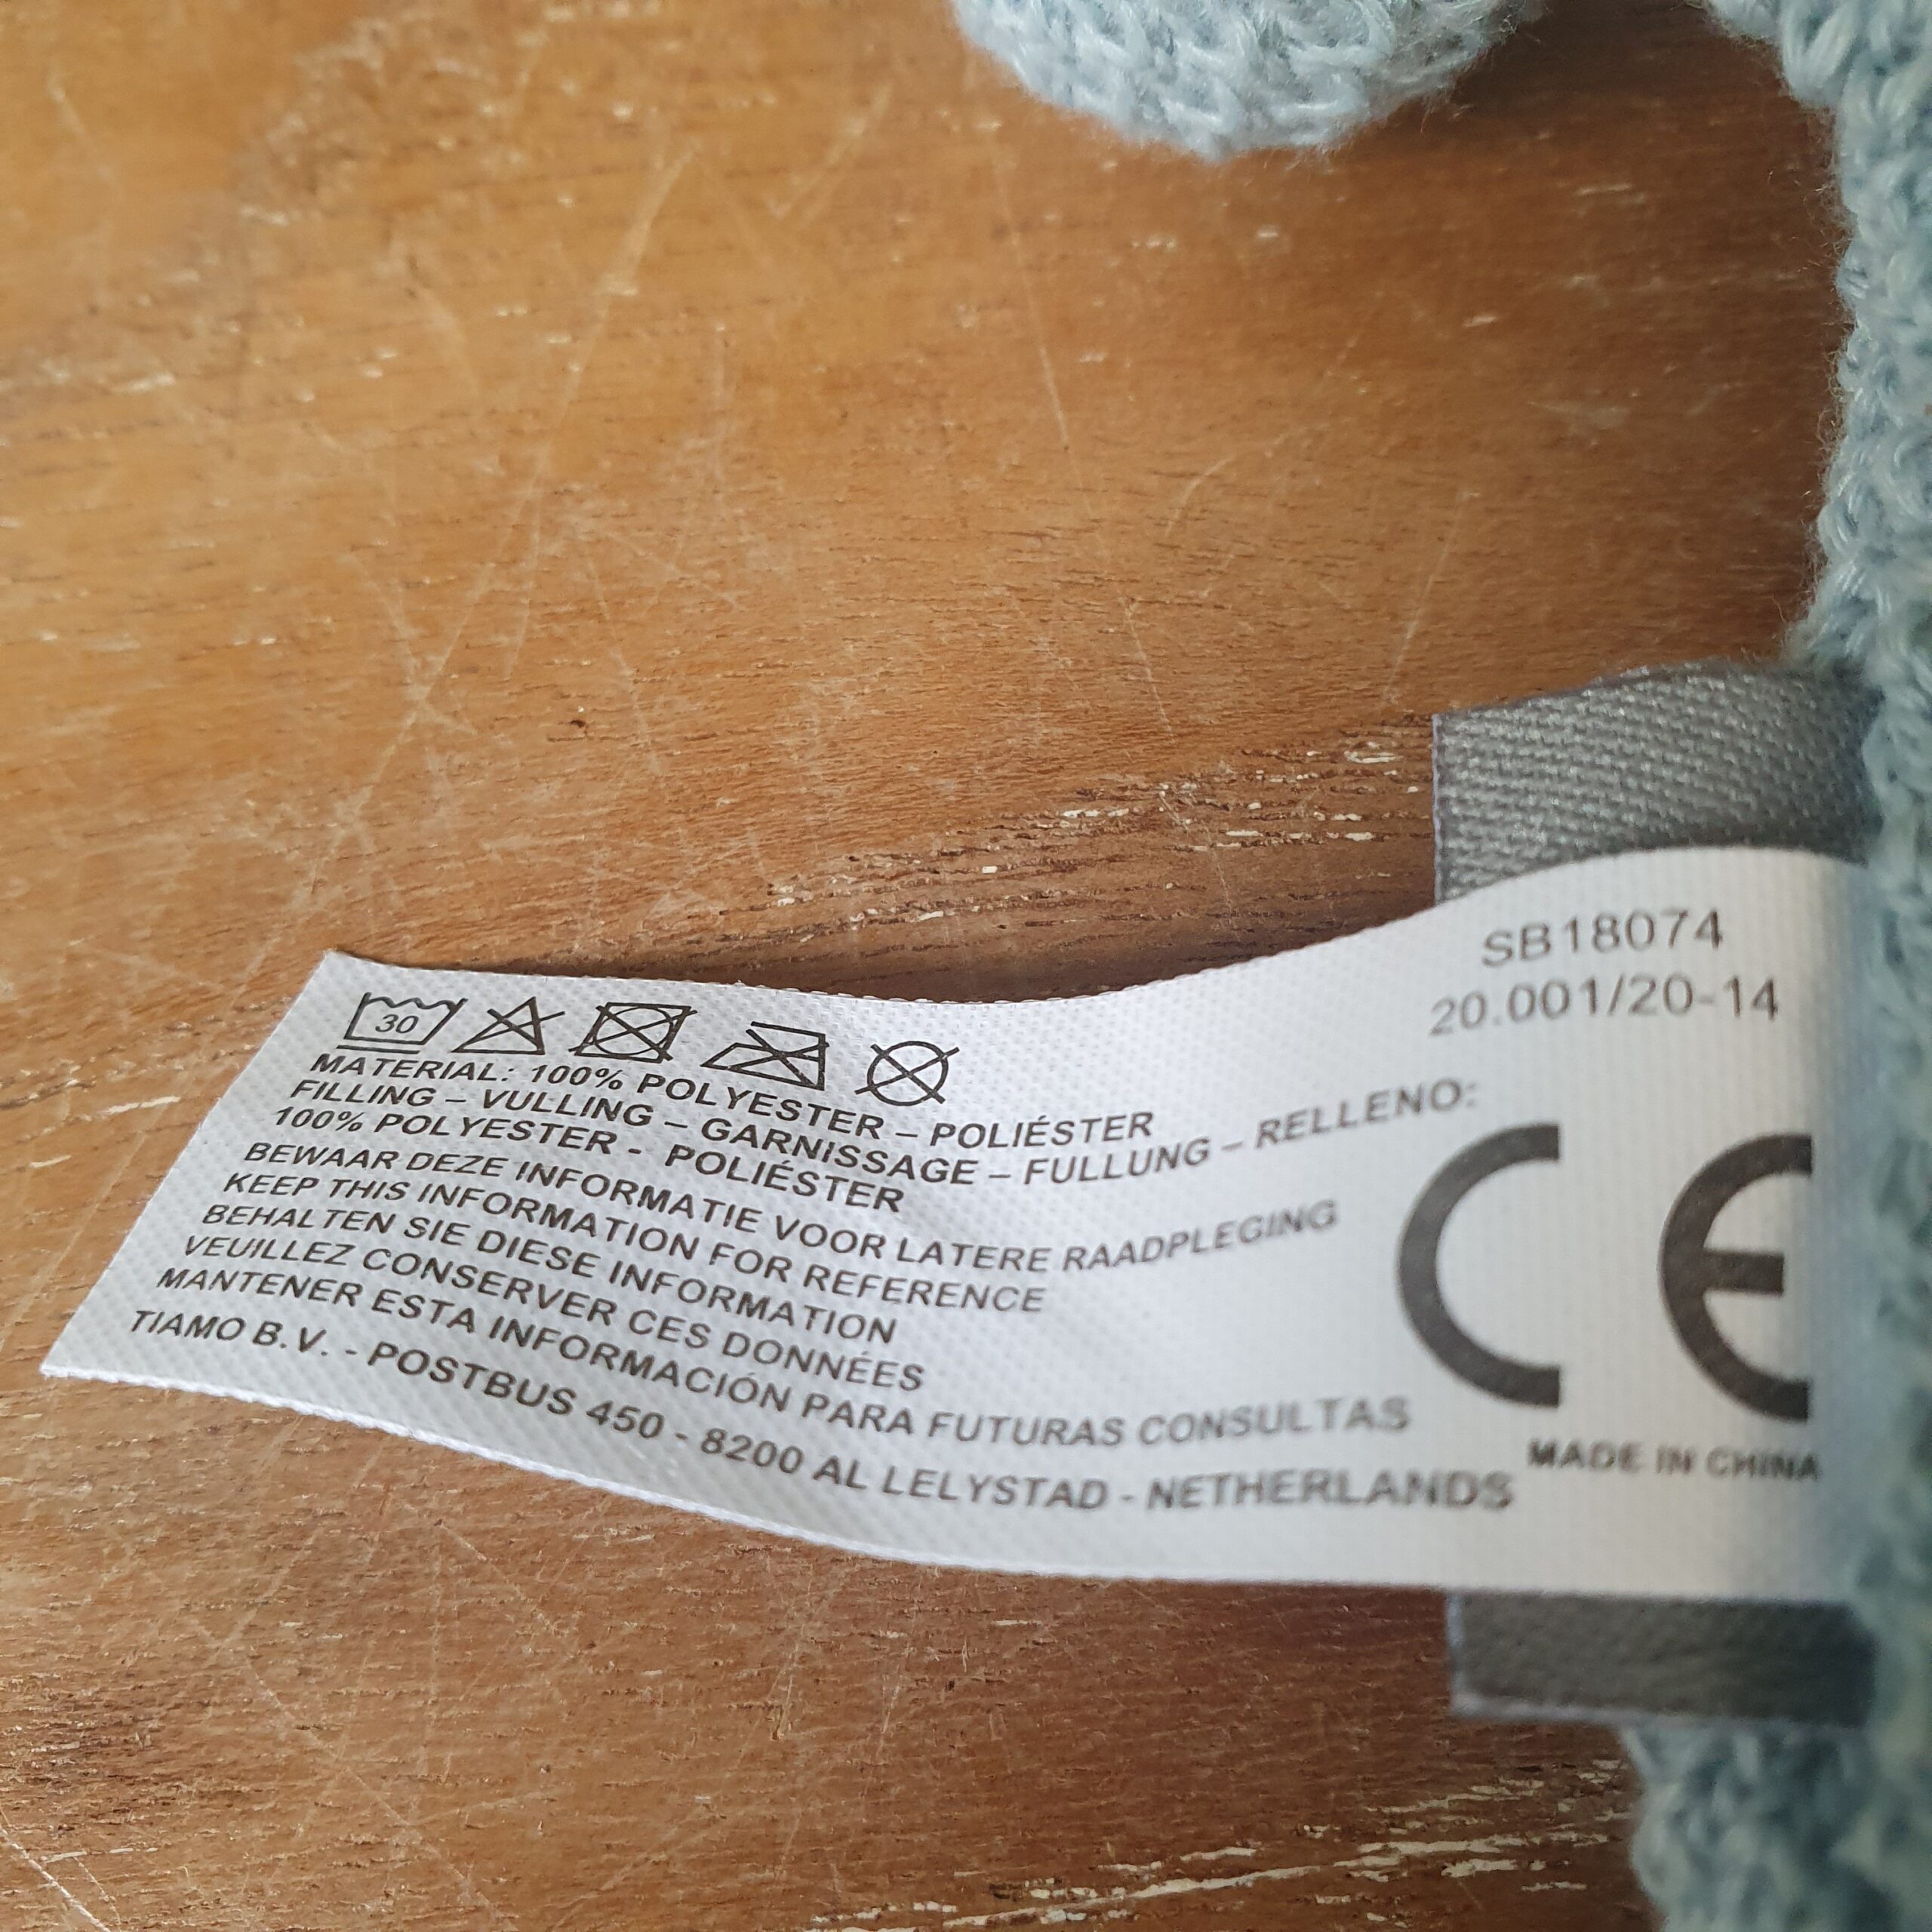 SB18074
20.001/20-14
30
MATERIAL: 100% POLYESTER – POLIÉSTER
FILLING – VULLING – GARNISSAGE – FULLUNG – RELLENO:
100% POLYESTER - POLIÉSTER
BEWAAR DEZE INFORMATIE VOOR LATERE RAADPLEGING
KEEP THIS INFORMATION FOR REFERENCE
BEHALTEN SIE DIESE INFORMATION
VEUILLEZ CONSERVER CES DONNÉES
MANTENER ESTA INFORMACIÓN PARA FUTURAS CONSULTAS
TIAMO B.V. - POSTBUS 450 - 8200 AL LELYSTAD - NETHERLANDS
CE
MADE IN CHINA